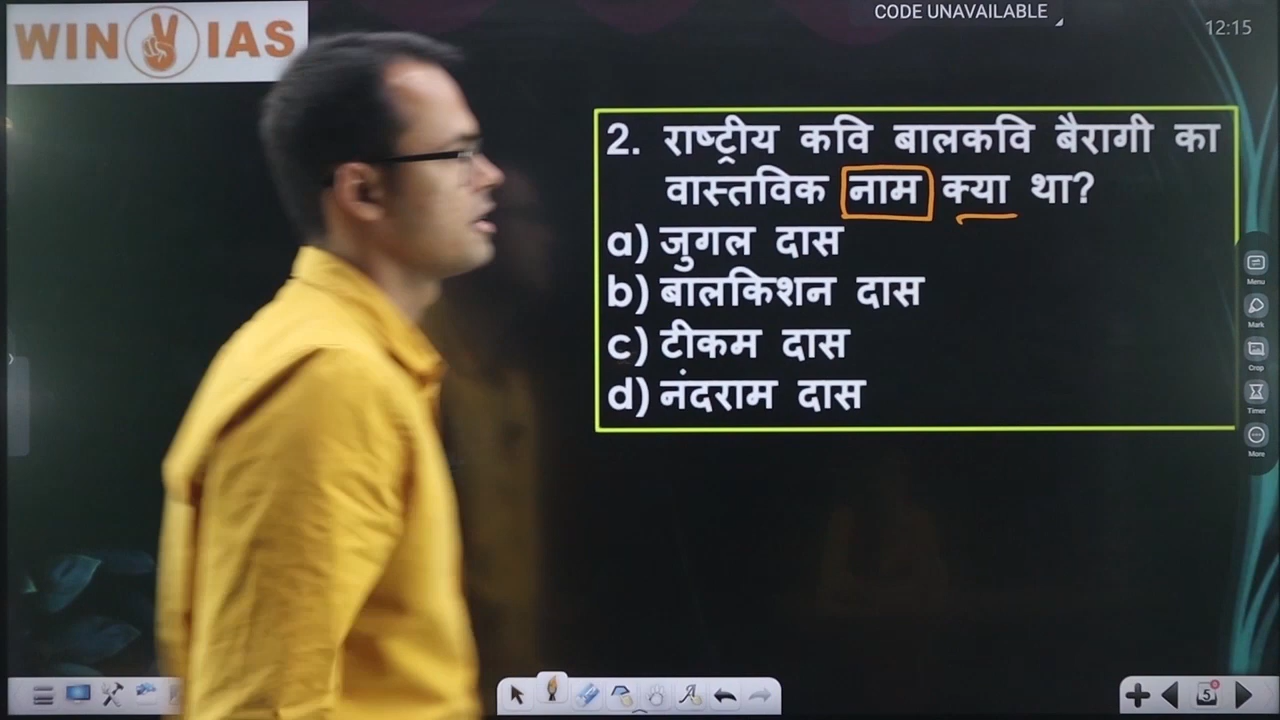 WIN IAS
CODE UNAVAILABLE
12:15
2. राष्ट्रीय कवि बालकवि बैरागी का
वास्तविक नाम क्या था?
a) जुगल दास
b) बालकिशन दास
c) टीकम दास
d) नंदराम दास
Menu
Mark
Crop
Timer
More
5